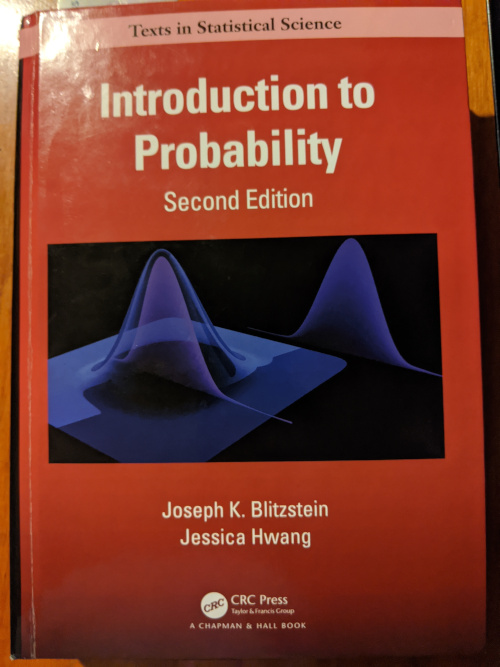 Texts in Statistical Science
Introduction to
Probability
Second Edition
Joseph K. Blitzstein
Jessica Hwang
CRC
CRC Press
Taylor & Francis Group
A CHAPMAN & HALL BOOK